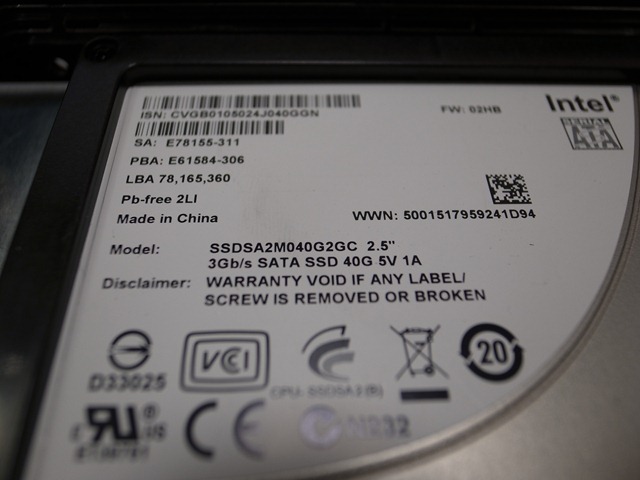 ISN: CVGB0105024J040GGN
FW: 02HB
Intel®
SERIAL
ATA
SA: E78155-311
PBA: E61584-306
LBA 78,165,360
Pb-free 2LI
Made in China
WWN: 5001517959241D94
Model: SSDSA2M040G2GC 2.5"
3Gb/s SATA SSD 40G 5V 1A
Disclaimer: WARRANTY VOID IF ANY LABEL/
SCREW IS REMOVED OR BROKEN
D33025
VCI
20
N232
CE